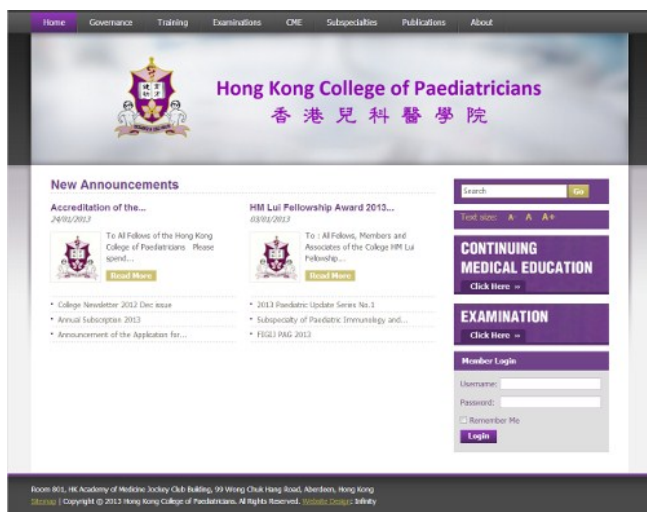 Home Governance Training Examinations CME Subspecialties Publications About
Hong Kong College of Paediatricians
香港兒科醫學院
New Announcements
Accreditation of the...
24/01/2013
To All Fellows of the Hong Kong
College of Paediatricians Please
spend...
Read More
HM Lui Fellowship Award 2013...
03/01/2013
To : All Fellows, Members and
Associates of the College HM Lui
Fellowship...
Read More
College Newsletter 2012 Dec issue
Annual Subscription 2013
Announcement of the Application for...
2013 Paediatric Update Series No.1
Subspecialty of Paediatric Immunology and...
FIGIJ PAG 2013
Search Go
Text size: A- A A+
CONTINUING
MEDICAL EDUCATION
Click Here »
EXAMINATION
Click Here »
Member Login
Username:
Password:
Remember Me
Login
Room 801, HK Academy of Medicine Jockey Club Building, 99 Wong Chuk Hang Road, Aberdeen, Hong Kong
Sitemap | Copyright © 2013 Hong Kong College of Paediatricians. All Rights Reserved. Website Design: Infinity